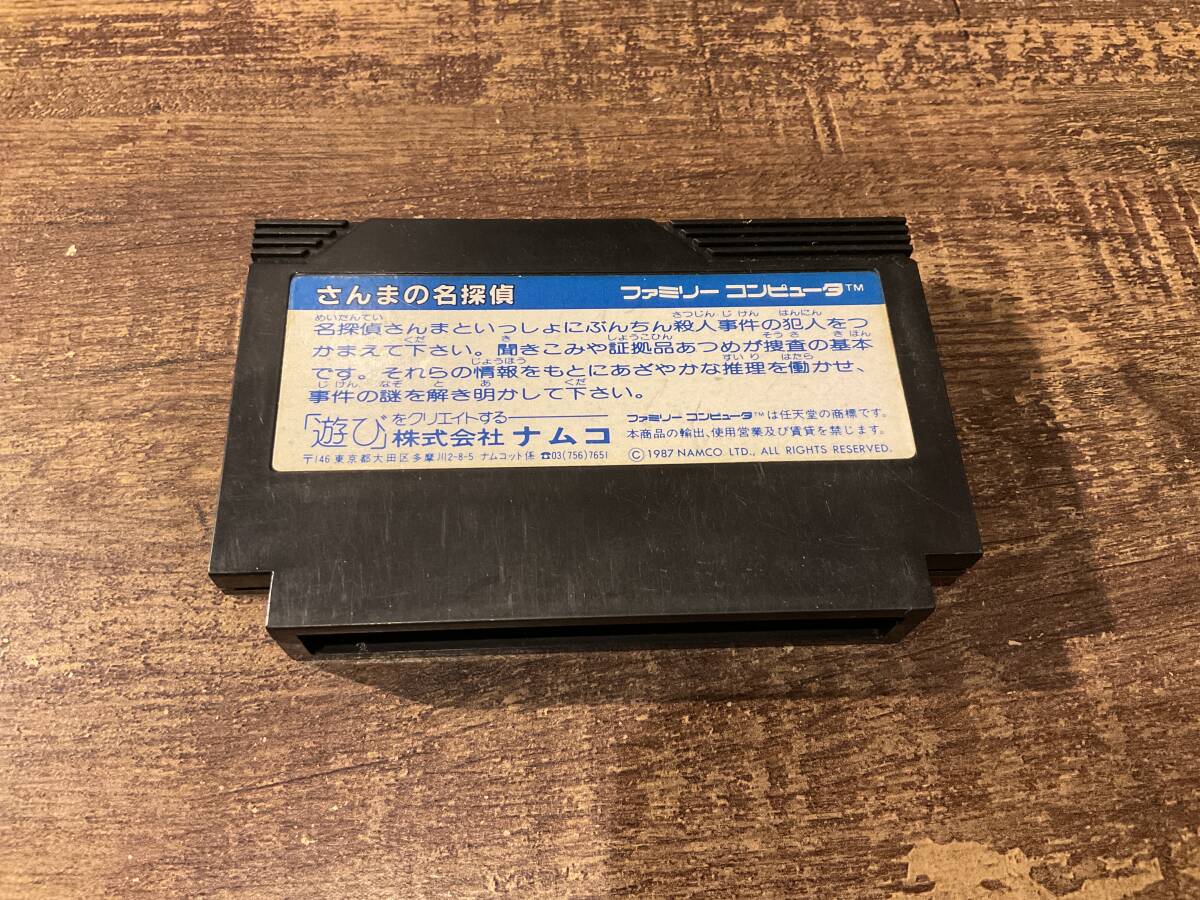 さんまの名探偵 ファミリー コンピュータ™
めいたんてい さつじん じ けん はんにん
名探偵さんまといっしょにぶんちん殺人事件の犯人をつ
くだ き しょうこひん そうさ きほん
かまえて下さい。聞きこみや証拠品あつめが捜査の基本
じょうほう すいり はたら
です。それらの情報をもとにあざやかな推理を働かせ、
じ けん なぞ と あ くだ
事件の謎を解き明かして下さい。
「遊び」をクリエイトする
株式会社 ナムコ
〒146 東京都大田区多摩川2-8-5 ナムコット係 ☎03(756)7651
ファミリー コンピュータ™は任天堂の商標です。
本商品の輸出、使用営業及び賃貸を禁じます。
©1987 NAMCO LTD., ALL RIGHTS RESERVED.